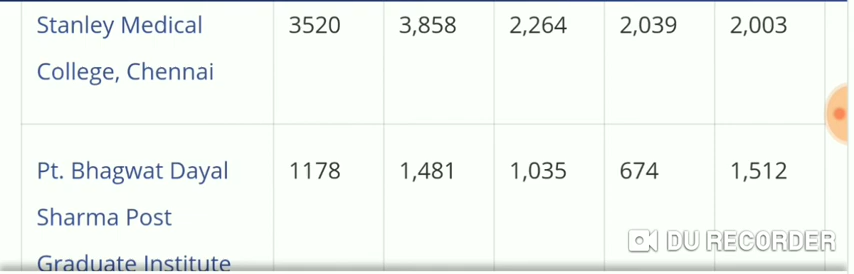 Stanley Medical 3520 3,858 2,264 2,039 2,003
College, Chennai
Pt. Bhagwat Dayal 1178 1,481 1,035 674 1,512
Sharma Post
DU RECORDER
Graduate Institute